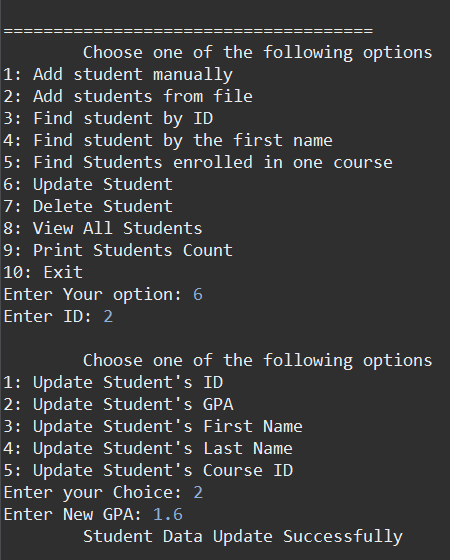 =====================================
Choose one of the following options
1: Add student manually
2: Add students from file
3: Find student by ID
4: Find student by the first name
5: Find Students enrolled in one course
6: Update Student
7: Delete Student
8: View All Students
9: Print Students Count
10: Exit
Enter Your option: 6
Enter ID: 2
Choose one of the following options
1: Update Student's ID
2: Update Student's GPA
3: Update Student's First Name
4: Update Student's Last Name
5: Update Student's Course ID
Enter your Choice: 2
Enter New GPA: 1.6
Student Data Update Successfully